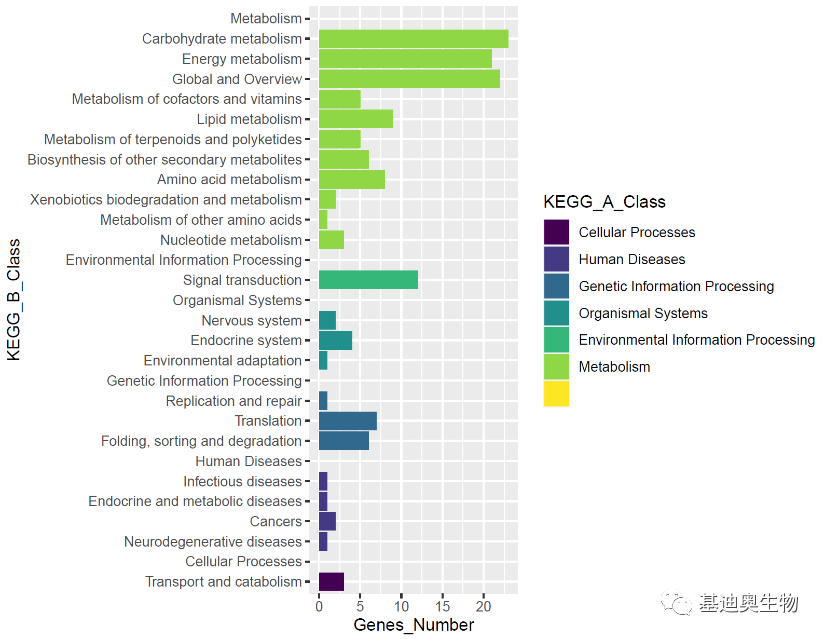 Metabolism
Carbohydrate metabolism
Energy metabolism
Global and Overview
Metabolism of cofactors and vitamins
Lipid metabolism
Metabolism of terpenoids and polyketides
Biosynthesis of other secondary metabolites
Amino acid metabolism
Xenobiotics biodegradation and metabolism
Metabolism of other amino acids
Nucleotide metabolism
Environmental Information Processing
Signal transduction
Organismal Systems
Nervous system
Endocrine system
Environmental adaptation
Genetic Information Processing
Replication and repair
Translation
Folding, sorting and degradation
Human Diseases
Infectious diseases
Endocrine and metabolic diseases
Cancers
Neurodegenerative diseases
Cellular Processes
Transport and catabolism
KEGG_B_Class
0 5 10 15 20
Genes_Number
KEGG_A_Class
Cellular Processes
Human Diseases
Genetic Information Processing
Organismal Systems
Environmental Information Processing
Metabolism
基迪奥生物